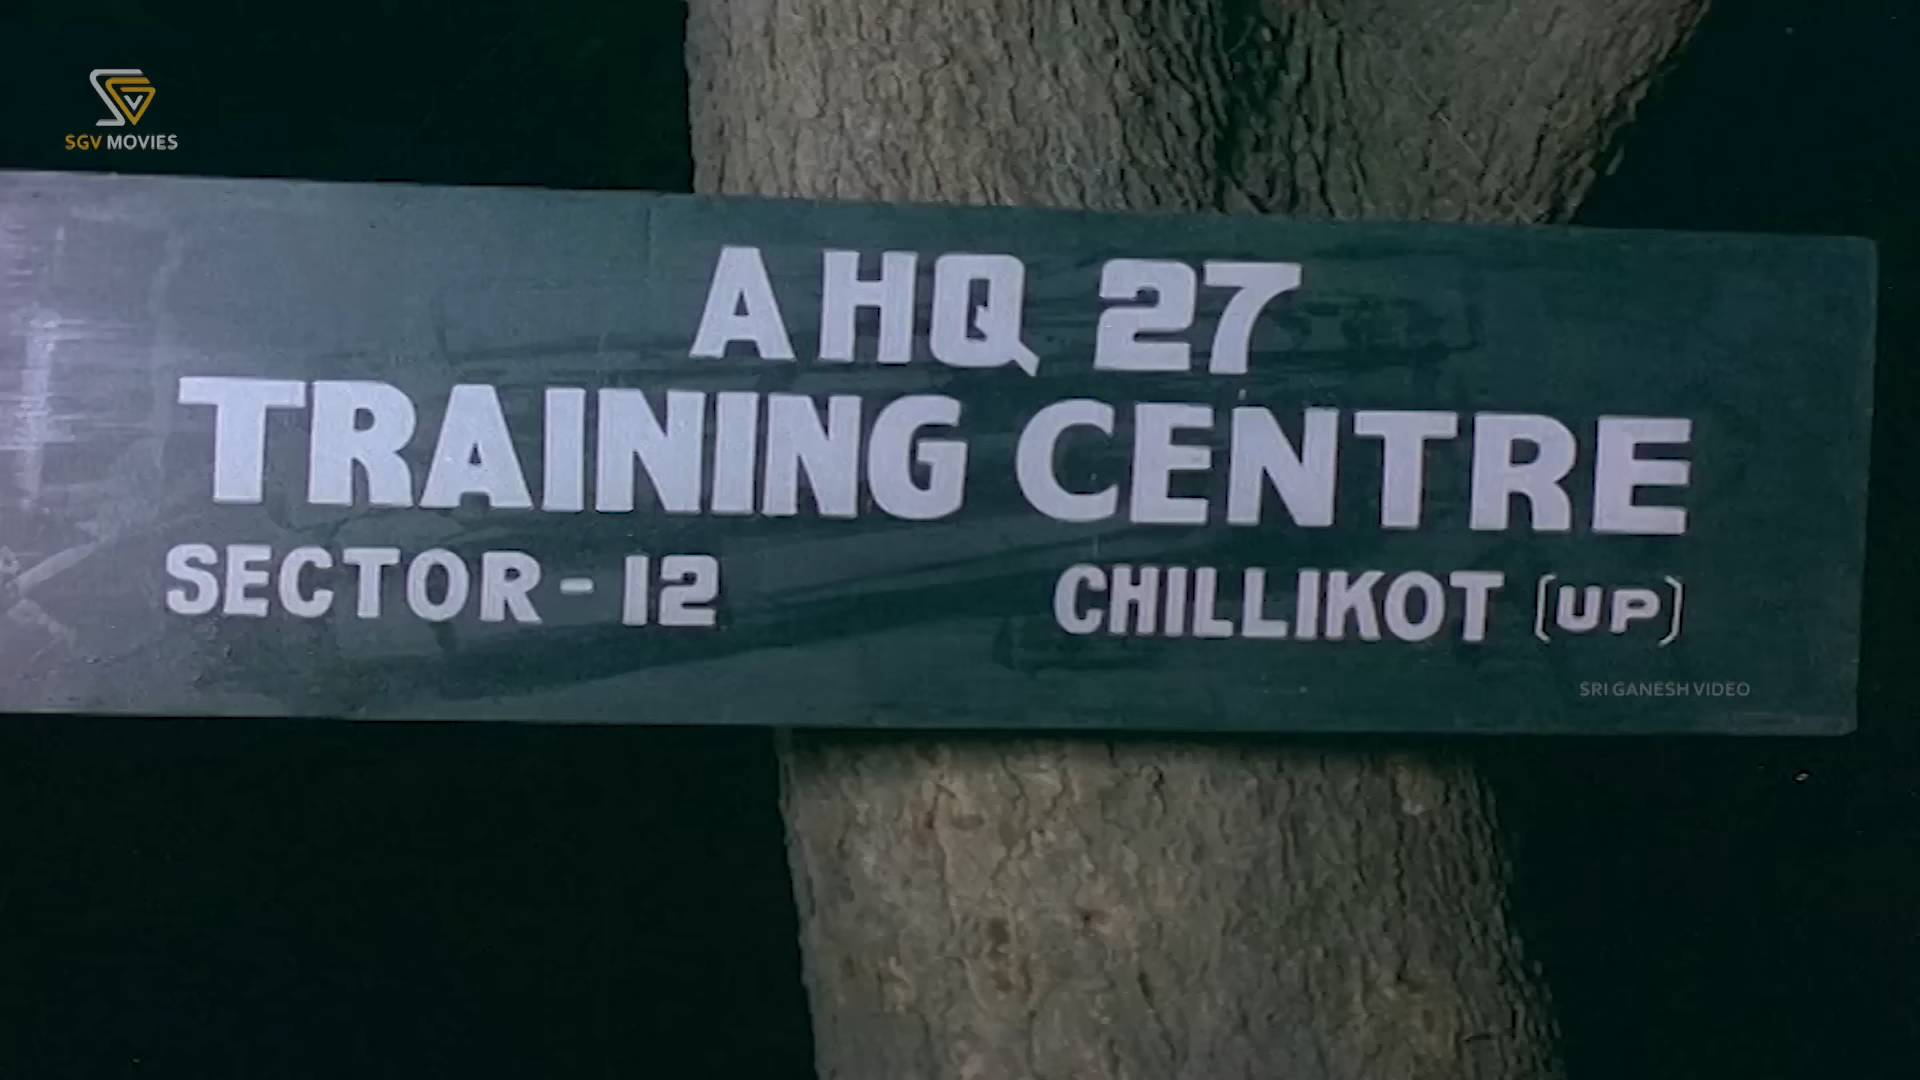 SGV MOVIES
AHQ 27
TRAINING CENTRE
SECTOR-12 CHILLIKOT (UP)
SRI GANESH VIDEO